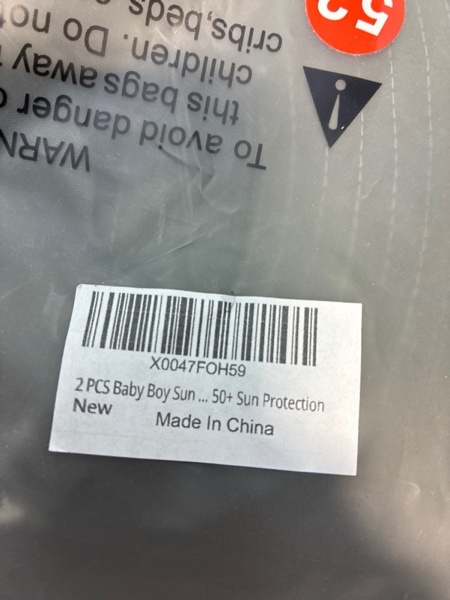 WARN
To avoid danger
this bags away
children. Do not
cribs, beds,
52
X0047FOH59
2 PCS Baby Boy Sun ... 50+ Sun Protection
New
Made In China